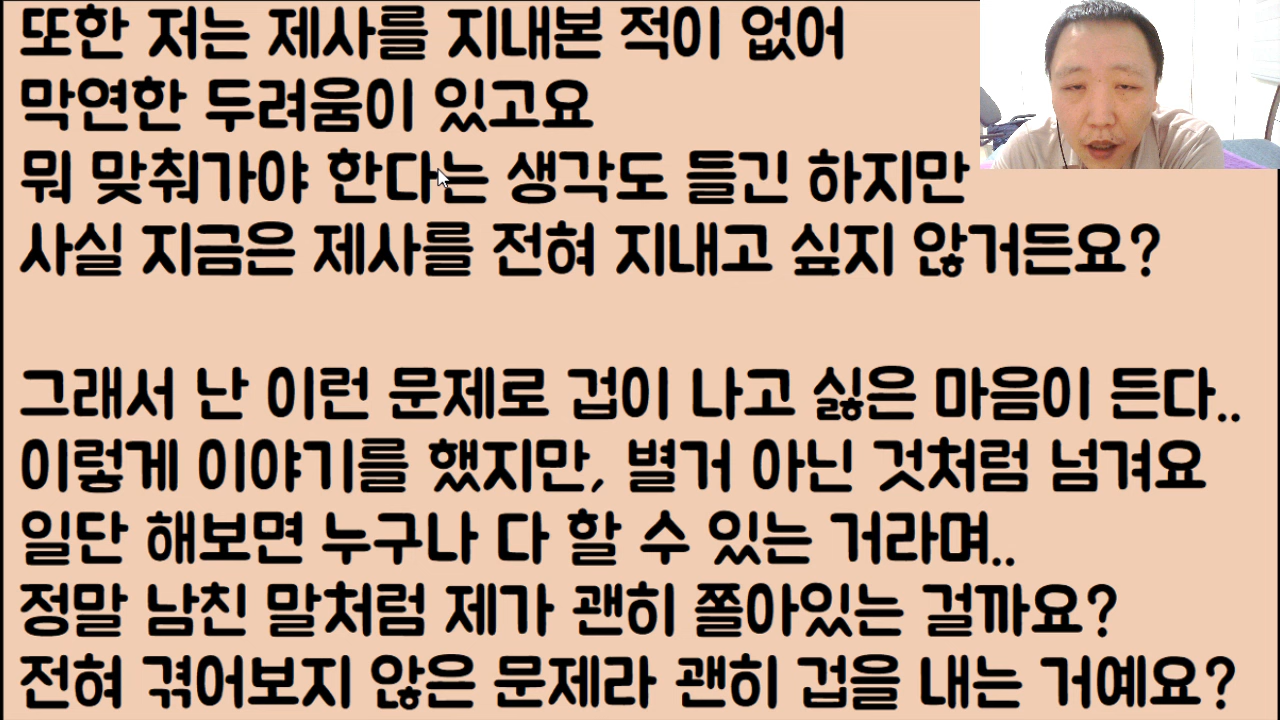 또한 저는 제사를 지내본 적이 없어
막연한 두려움이 있고요
뭐 맞춰가야 한다는 생각도 들긴 하지만
사실 지금은 제사를 전혀 지내고 싶지 않거든요?
그래서 난 이런 문제로 겁이 나고 싫은 마음이 든다..
이렇게 이야기를 했지만, 별거 아닌 것처럼 넘겨요
일단 해보면 누구나 다 할 수 있는 거라며..
정말 남친 말처럼 제가 괜히 쫄아있는 걸까요?
전혀 겪어보지 않은 문제라 괜히 겁을 내는 거예요?